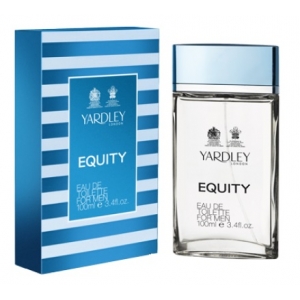 YARDLEY
LONDON
EQUITY
EAU DE
TOILETTE
FOR MEN
100ml e 3.4fl.oz.
YARDLEY
LONDON
EQUITY
EAU DE
TOILETTE
FOR MEN
100ml e 3.4fl.oz.